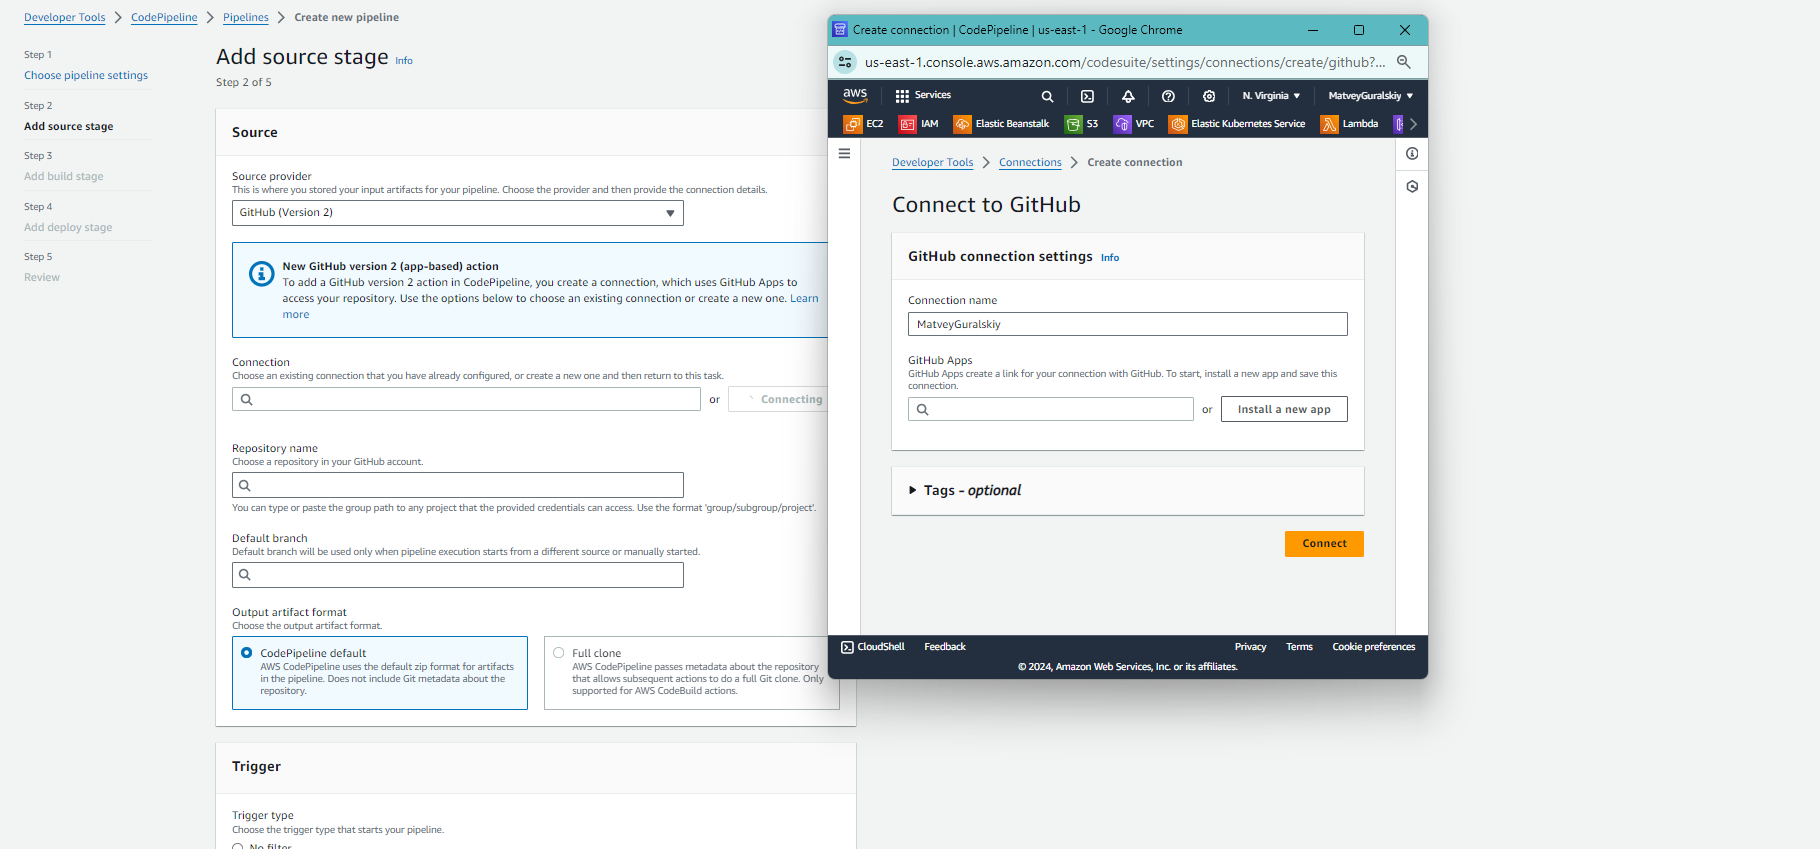 Developer Tools > CodePipeline > Pipelines > Create new pipeline
Step 1
Choose pipeline settings
Step 2
Add source stage
Step 3
Add build stage
Step 4
Add deploy stage
Step 5
Review
Add source stage Info
Step 2 of 5
Source
Source provider
This is where you stored your input artifacts for your pipeline. Choose the provider and then provide the connection details.
GitHub (Version 2)
New GitHub version 2 (app-based) action
To add a GitHub version 2 action in CodePipeline, you create a connection, which uses GitHub Apps to
access your repository. Use the options below to choose an existing connection or create a new one. Learn
more
Connection
Choose an existing connection that you have already configured, or create a new one and then return to this task.
or Connecting
Repository name
Choose a repository in your GitHub account.
You can type or paste the group path to any project that the provided credentials can access. Use the format 'group/subgroup/project'.
Default branch
Default branch will be used only when pipeline execution starts from a different source or manually started.
Output artifact format
Choose the output artifact format.
CodePipeline default
AWS CodePipeline uses the default zip format for artifacts
in the pipeline. Does not include Git metadata about the
repository.
Full clone
AWS CodePipeline passes metadata about the repository
that allows subsequent actions to do a full Git clone. Only
supported for AWS CodeBuild actions.
Trigger
Trigger type
Choose the trigger type that starts your pipeline.
No filter
Create connection | CodePipeline | us-east-1 - Google Chrome
us-east-1.console.aws.amazon.com/codesuite/settings/connections/create/github?...
aws Services N. Virginia MatveyGuralskiy
EC2 IAM Elastic Beanstalk S3 VPC Elastic Kubernetes Service Lambda
Developer Tools > Connections > Create connection
Connect to GitHub
GitHub connection settings Info
Connection name
MatveyGuralskiy
GitHub Apps
GitHub Apps create a link for your connection with GitHub. To start, install a new app and save this
connection.
or Install a new app
Tags - optional
Connect
CloudShell Feedback Privacy Terms Cookie preferences
© 2024, Amazon Web Services, Inc. or its affiliates.